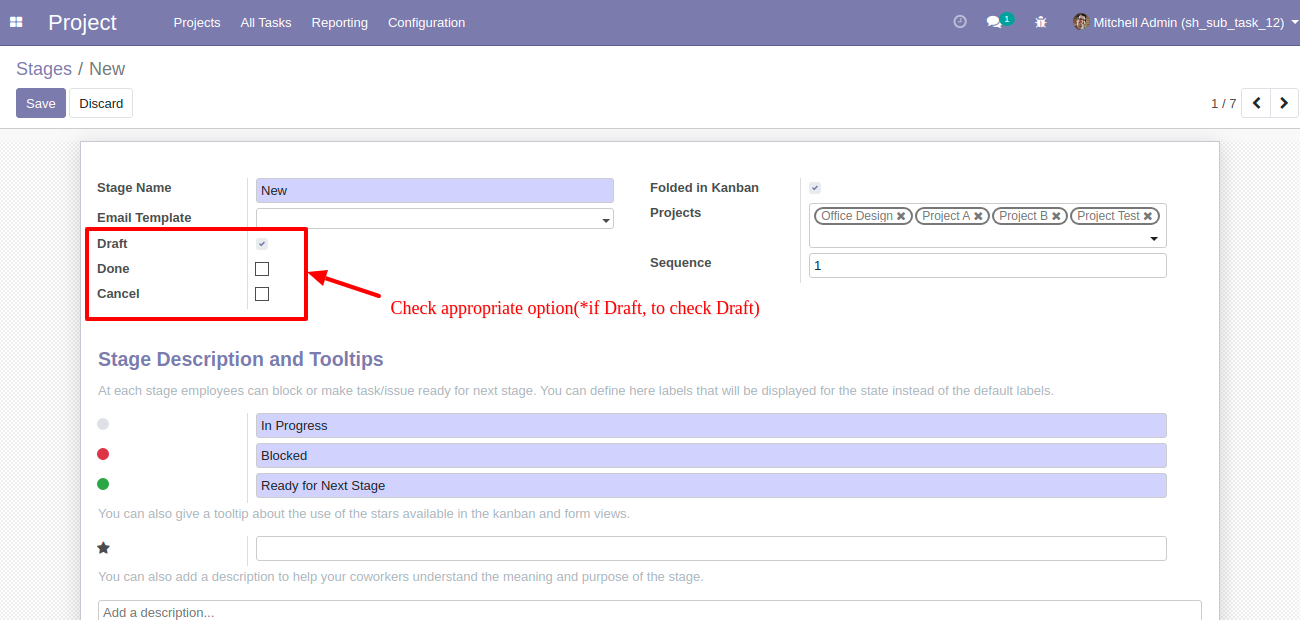 Project Projects All Tasks Reporting Configuration 1 Mitchell Admin (sh_sub_task_12)
Stages / New
Save Discard 1 / 7
Stage Name New Folded in Kanban
Email Template Projects Office Design Project A Project B Project Test
Draft
Done Sequence 1
Cancel
Check appropriate option(*if Draft, to check Draft)
Stage Description and Tooltips
At each stage employees can block or make task/issue ready for next stage. You can define here labels that will be displayed for the state instead of the default labels.
In Progress
Blocked
Ready for Next Stage
You can also give a tooltip about the use of the stars available in the kanban and form views.
You can also add a description to help your coworkers understand the meaning and purpose of the stage.
Add a description...